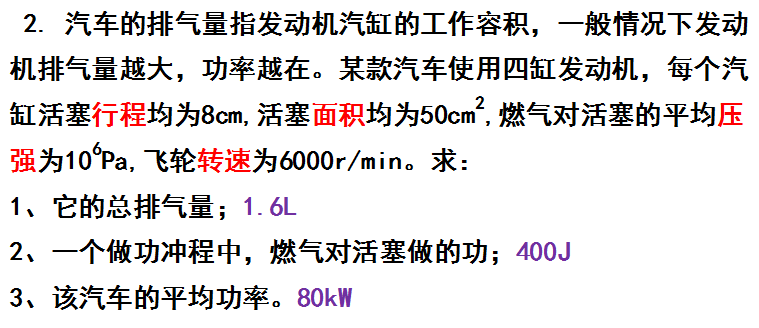 2. 汽车的排气量指发动机汽缸的工作容积，一般情况下发动
机排气量越大，功率越在。某款汽车使用四缸发动机，每个汽
缸活塞行程均为8cm,活塞面积均为50cm²,燃气对活塞的平均压
强为10⁶Pa,飞轮转速为6000r/min。求：
1、它的总排气量；1.6L
2、一个做功冲程中，燃气对活塞做的功；400J
3、该汽车的平均功率。80kW